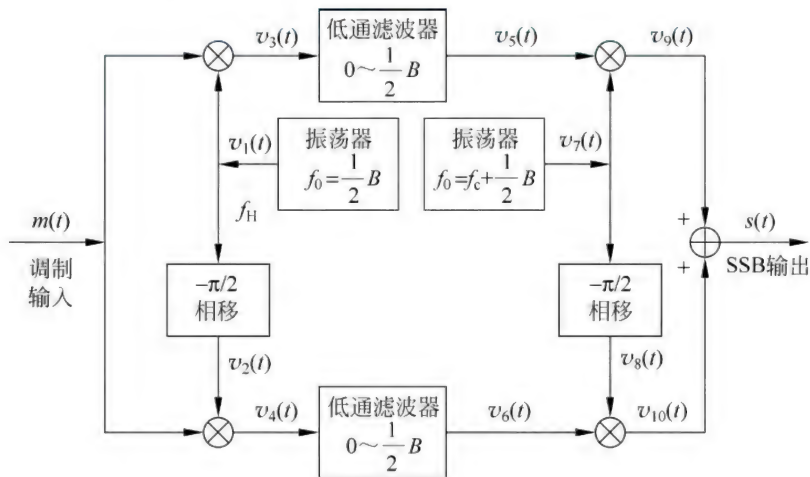 v₃(t)
低通滤波器
0～1/2 B
v₅(t)
v₉(t)
v₁(t)
振荡器
f₀=1/2 B
振荡器
f₀=f_c+1/2 B
v₇(t)
f_H
m(t)
调制
输入
+
+
s(t)
SSB输出
−π/2
相移
−π/2
相移
v₂(t)
v₈(t)
v₄(t)
低通滤波器
0～1/2 B
v₆(t)
v₁₀(t)